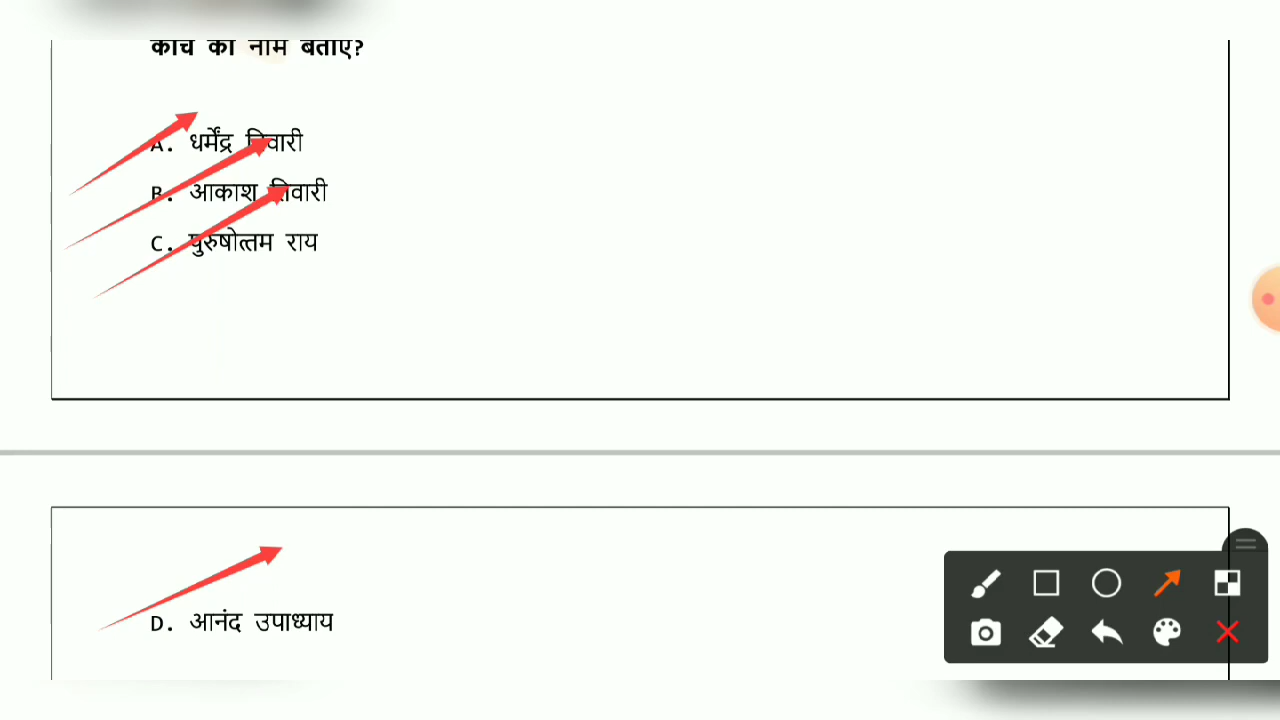 कोच का नाम बताएं?
A. धर्मेंद्र तिवारी
B. आकाश तिवारी
C. पुरुषोत्तम राय
D. आनंद उपाध्याय